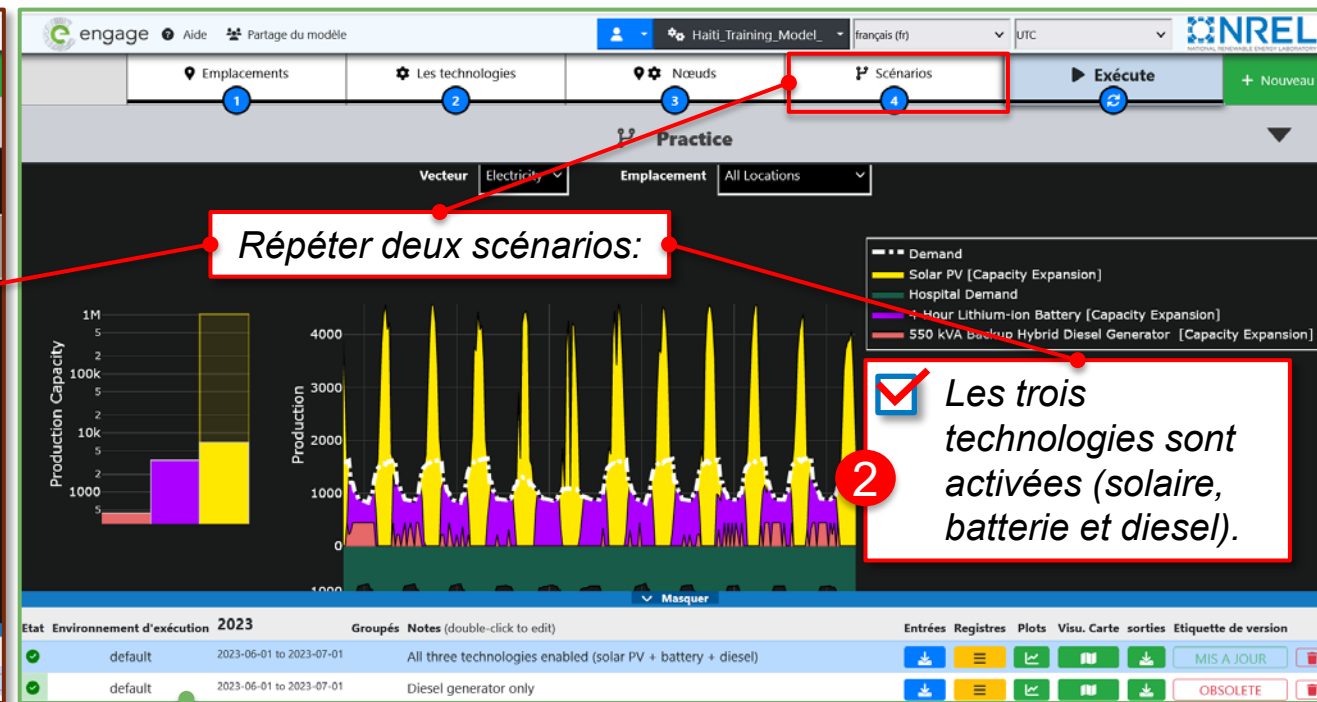 engage Aide Partage du modèle Haiti_Training_Model_ français (fr) UTC NREL
NATIONAL RENEWABLE ENERGY LABORATORY
Emplacements Les technologies Nœuds Scénarios Exécute + Nouveau
1 2 3 4
Practice
Vecteur Electricity Emplacement All Locations
Répéter deux scénarios:
Demand
Solar PV [Capacity Expansion]
Hospital Demand
4-Hour Lithium-ion Battery [Capacity Expansion]
550 kVA Backup Hybrid Diesel Generator [Capacity Expansion]
Production Capacity
1M
5
2
100k
5
2
10k
5
2
1000
5
Production
4000
3000
2000
1000
0
1000
2
Les trois
technologies sont
activées (solaire,
batterie et diesel).
Masquer
Etat Environnement d'exécution 2023 Groupés Notes (double-click to edit) Entrées Registres Plots Visu. Carte sorties Etiquette de version
default 2023-06-01 to 2023-07-01 All three technologies enabled (solar PV + battery + diesel) MIS A JOUR
default 2023-06-01 to 2023-07-01 Diesel generator only OBSOLETE